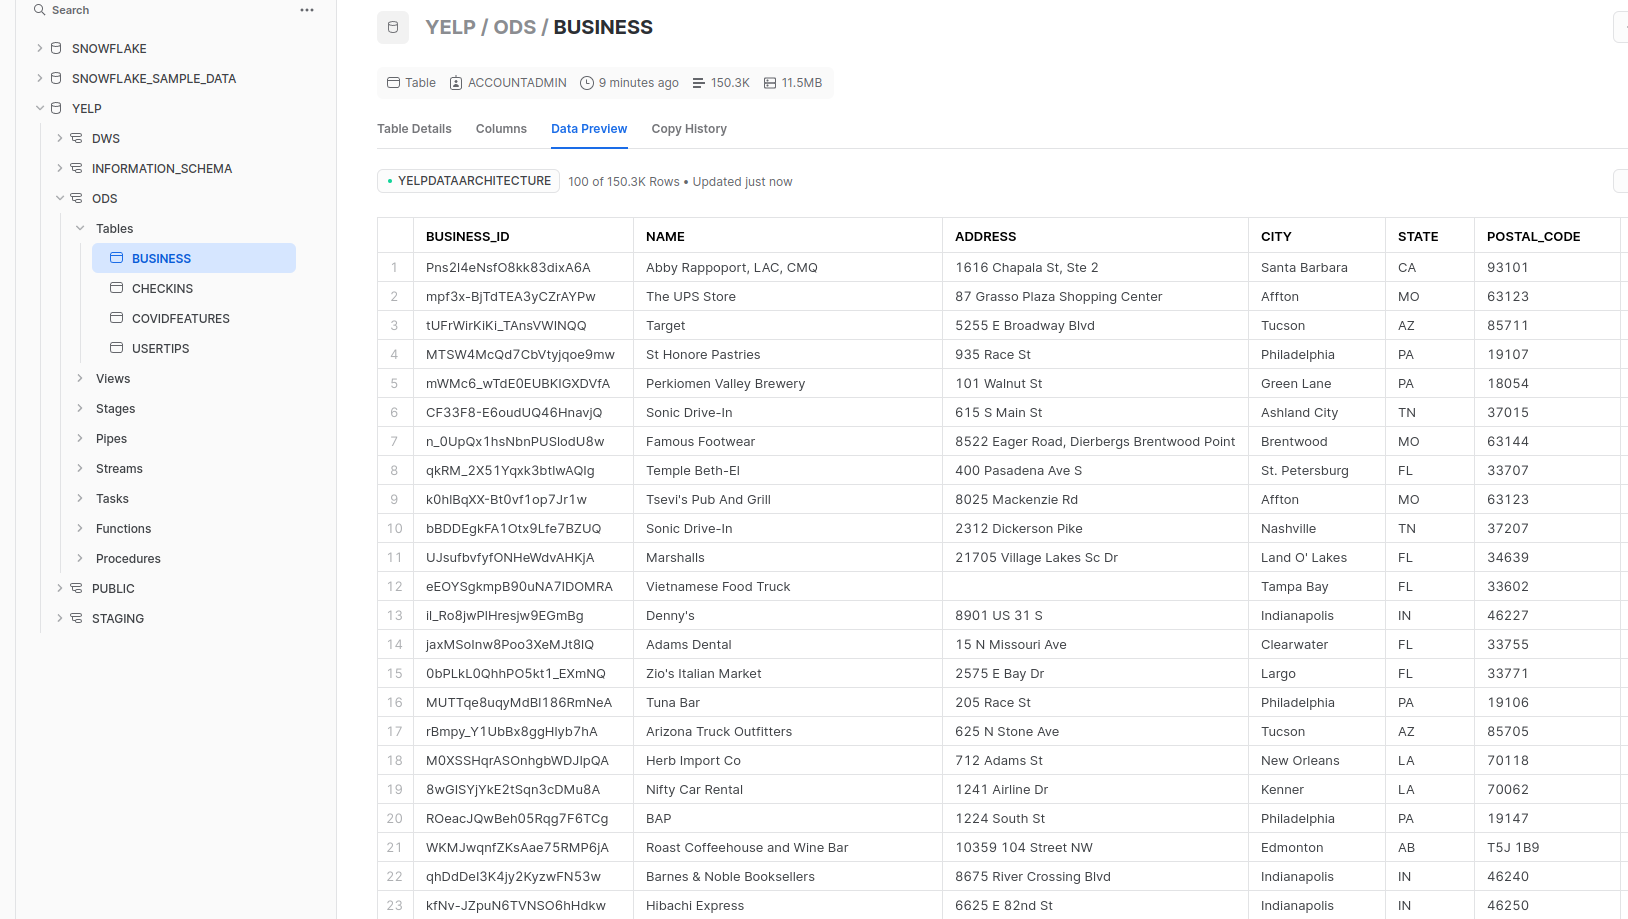 Search
SNOWFLAKE
SNOWFLAKE_SAMPLE_DATA
YELP
DWS
INFORMATION_SCHEMA
ODS
Tables
BUSINESS
CHECKINS
COVIDFEATURES
USERTIPS
Views
Stages
Pipes
Streams
Tasks
Functions
Procedures
PUBLIC
STAGING
YELP / ODS / BUSINESS
Table ACCOUNTADMIN 9 minutes ago 150.3K 11.5MB
Table Details Columns Data Preview Copy History
YELPDATAARCHITECTURE 100 of 150.3K Rows • Updated just now
BUSINESS_ID NAME ADDRESS CITY STATE POSTAL_CODE
1 Pns2l4eNsfO8kk83dixA6A Abby Rappoport, LAC, CMQ 1616 Chapala St, Ste 2 Santa Barbara CA 93101
2 mpf3x-BjTdTEA3yCZrAYPw The UPS Store 87 Grasso Plaza Shopping Center Affton MO 63123
3 tUFrWirKiKi_TAnsVWINQQ Target 5255 E Broadway Blvd Tucson AZ 85711
4 MTSW4McQd7CbVtyjqoe9mw St Honore Pastries 935 Race St Philadelphia PA 19107
5 mWMc6_wTdE0EUBKIGXDVfA Perkiomen Valley Brewery 101 Walnut St Green Lane PA 18054
6 CF33F8-E6oudUQ46HnavjQ Sonic Drive-In 615 S Main St Ashland City TN 37015
7 n_0UpQx1hsNbnPUSlodU8w Famous Footwear 8522 Eager Road, Dierbergs Brentwood Point Brentwood MO 63144
8 qkRM_2X51Yqxk3btlwAQIg Temple Beth-El 400 Pasadena Ave S St. Petersburg FL 33707
9 k0hlBqXX-Bt0vf1op7Jr1w Tsevi's Pub And Grill 8025 Mackenzie Rd Affton MO 63123
10 bBDDEgkFA1Otx9Lfe7BZUQ Sonic Drive-In 2312 Dickerson Pike Nashville TN 37207
11 UJsufbvfyfONHeWdvAHKjA Marshalls 21705 Village Lakes Sc Dr Land O' Lakes FL 34639
12 eEOYSgkmpB90uNA7lDOMRA Vietnamese Food Truck Tampa Bay FL 33602
13 il_Ro8jwPlHresjw9EGmBg Denny's 8901 US 31 S Indianapolis IN 46227
14 jaxMSoInw8Poo3XeMJt8lQ Adams Dental 15 N Missouri Ave Clearwater FL 33755
15 0bPLkL0QhhPO5kt1_EXmNQ Zio's Italian Market 2575 E Bay Dr Largo FL 33771
16 MUTTqe8uqyMdBl186RmNeA Tuna Bar 205 Race St Philadelphia PA 19106
17 rBmpy_Y1UbBx8ggHlyb7hA Arizona Truck Outfitters 625 N Stone Ave Tucson AZ 85705
18 M0XSSHqrASOnhgbWDJIpQA Herb Import Co 712 Adams St New Orleans LA 70118
19 8wGISYjYkE2tSqn3cDMu8A Nifty Car Rental 1241 Airline Dr Kenner LA 70062
20 ROeacJQwBeh05Rqg7F6TCg BAP 1224 South St Philadelphia PA 19147
21 WKMJwqnfZKsAae75RMP6jA Roast Coffeehouse and Wine Bar 10359 104 Street NW Edmonton AB T5J 1B9
22 qhDdDeI3K4jy2KyzwFN53w Barnes & Noble Booksellers 8675 River Crossing Blvd Indianapolis IN 46240
23 kfNv-JZpuN6TVNSO6hHdkw Hibachi Express 6625 E 82nd St Indianapolis IN 46250